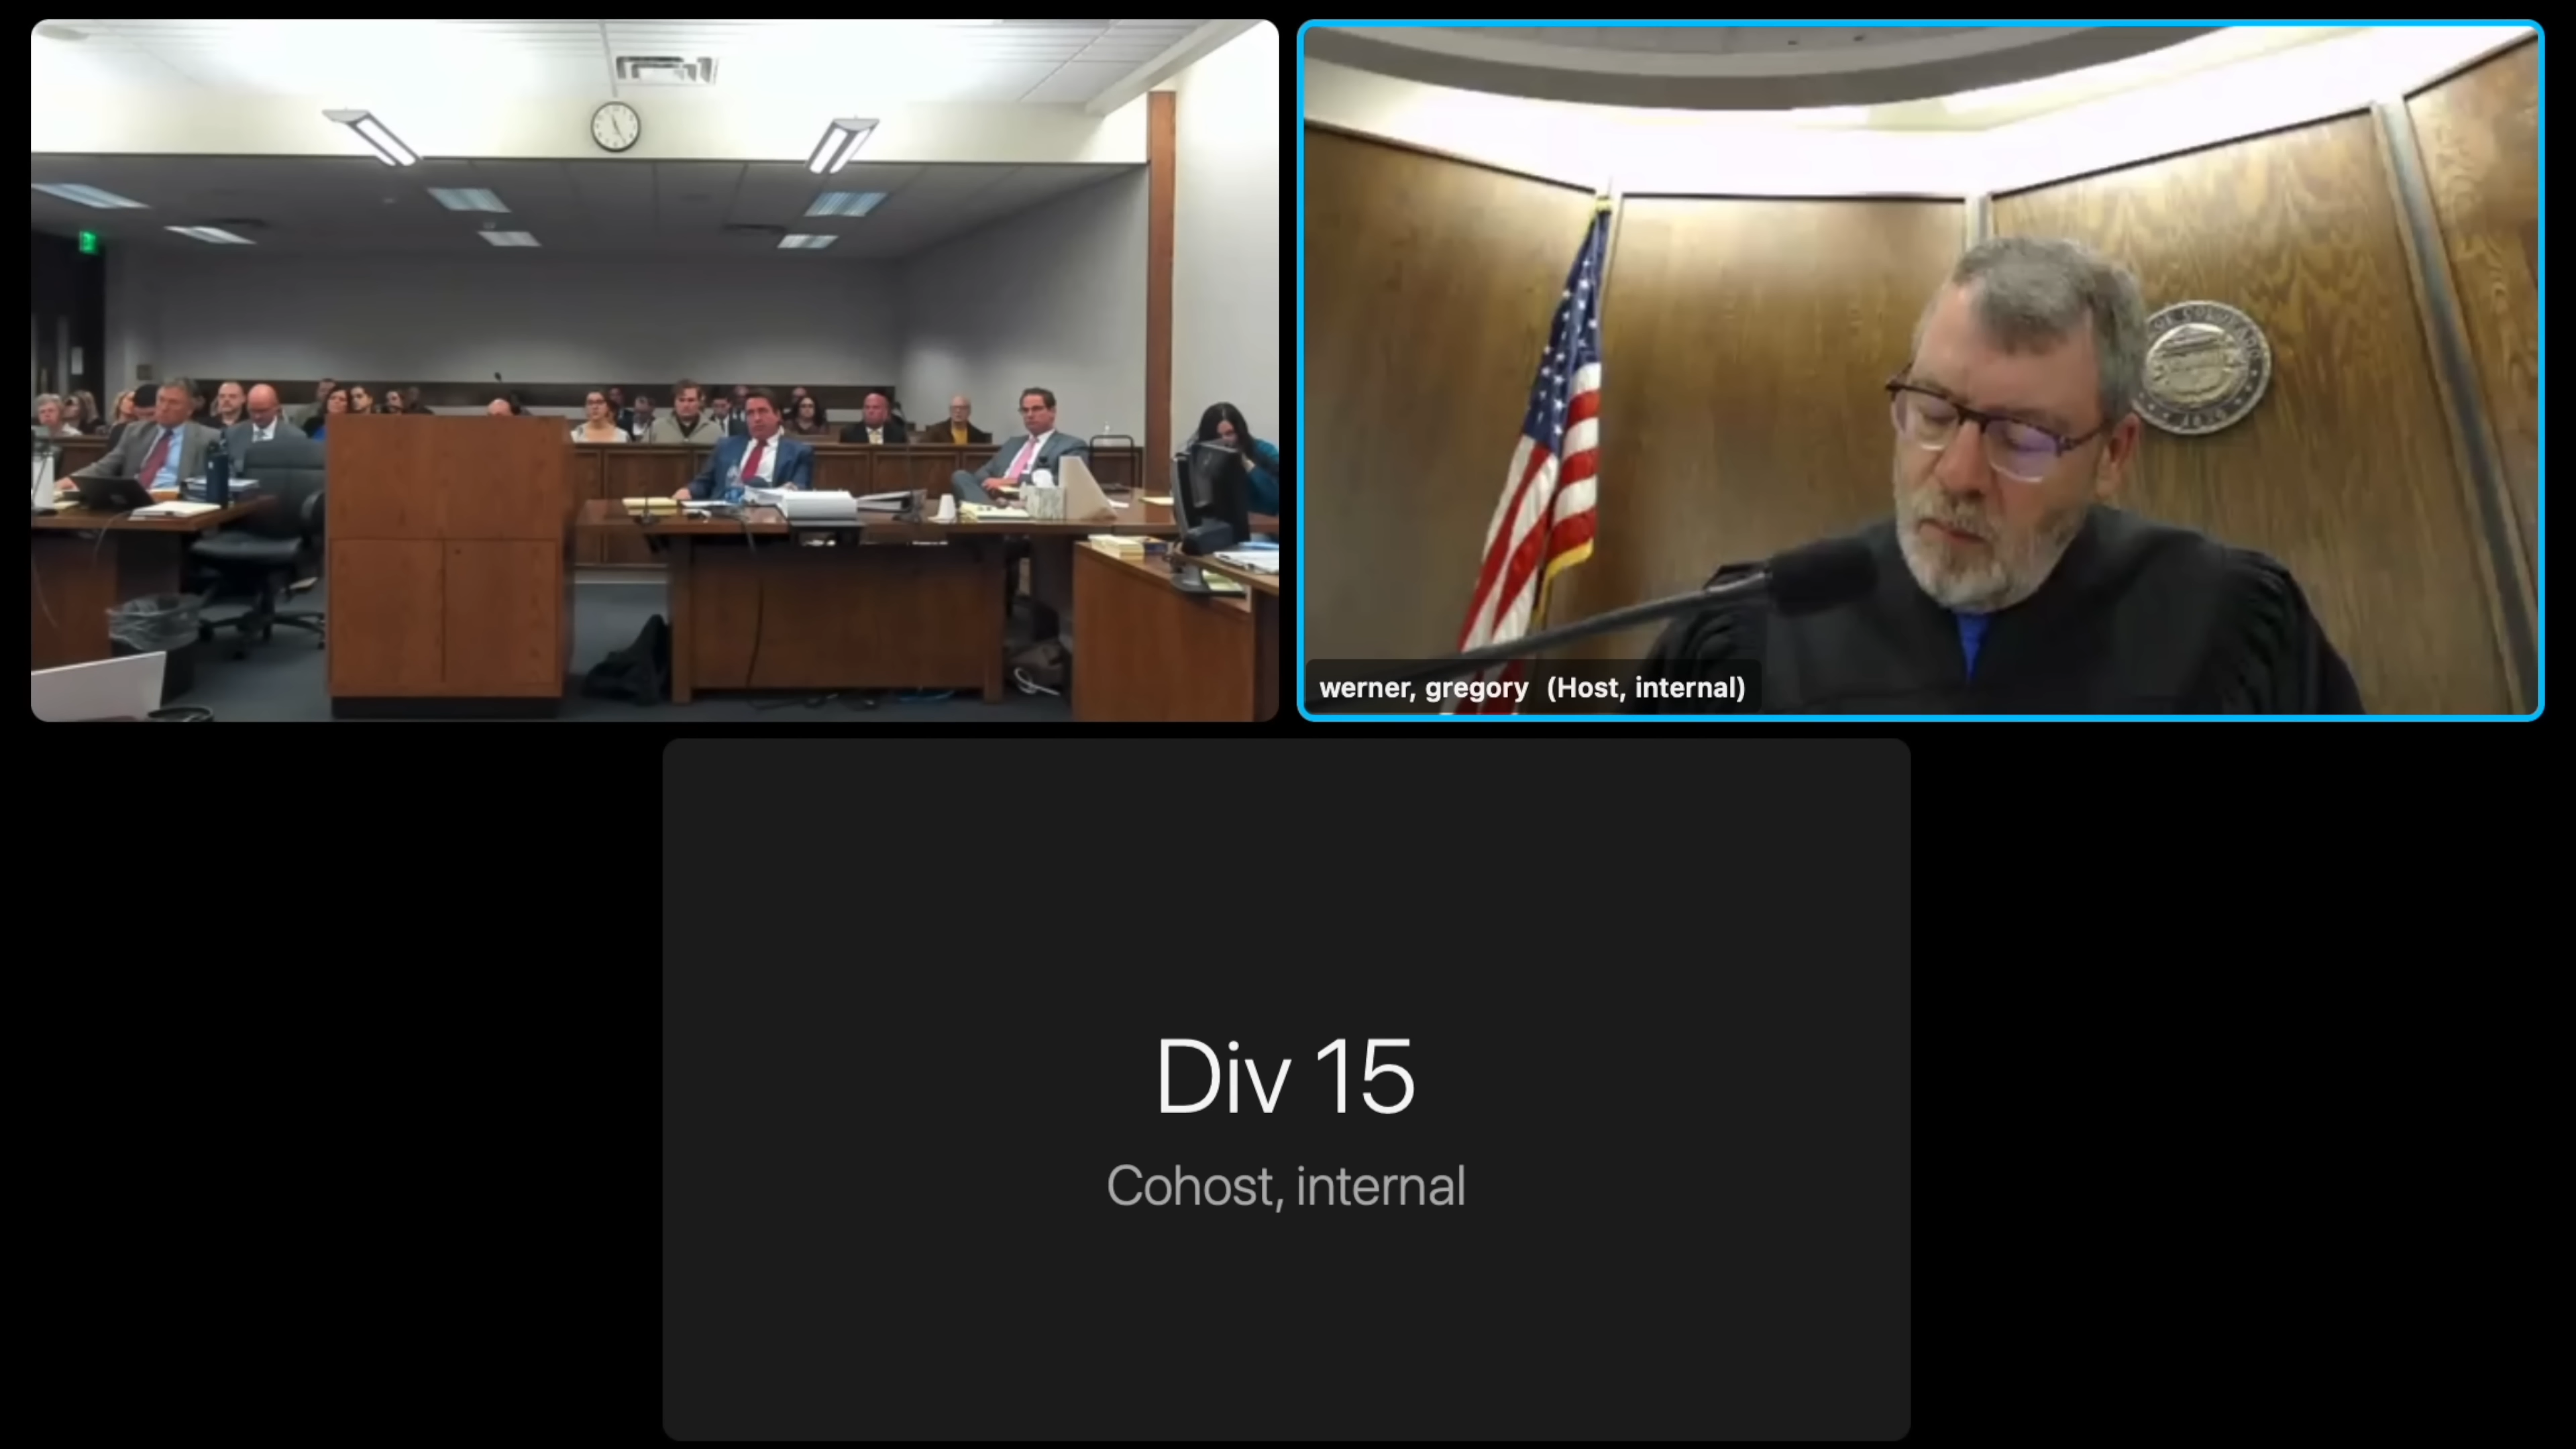 werner, gregory (Host, internal)
Div 15
Cohost, internal